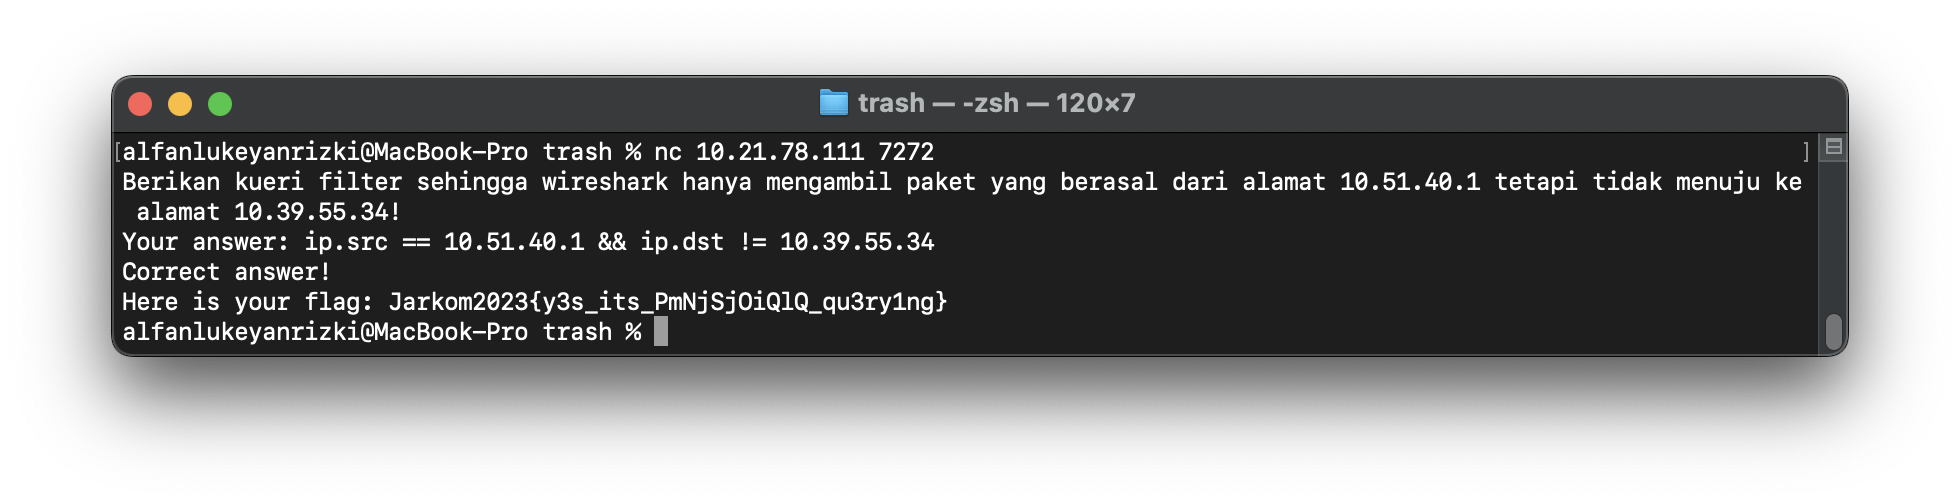 trash — -zsh — 120×7
[alfanlukeyanrizki@MacBook-Pro trash % nc 10.21.78.111 7272 ]
Berikan kueri filter sehingga wireshark hanya mengambil paket yang berasal dari alamat 10.51.40.1 tetapi tidak menuju ke
alamat 10.39.55.34!
Your answer: ip.src == 10.51.40.1 && ip.dst != 10.39.55.34
Correct answer!
Here is your flag: Jarkom2023{y3s_its_PmNjSjOiQlQ_qu3ry1ng}
alfanlukeyanrizki@MacBook-Pro trash %